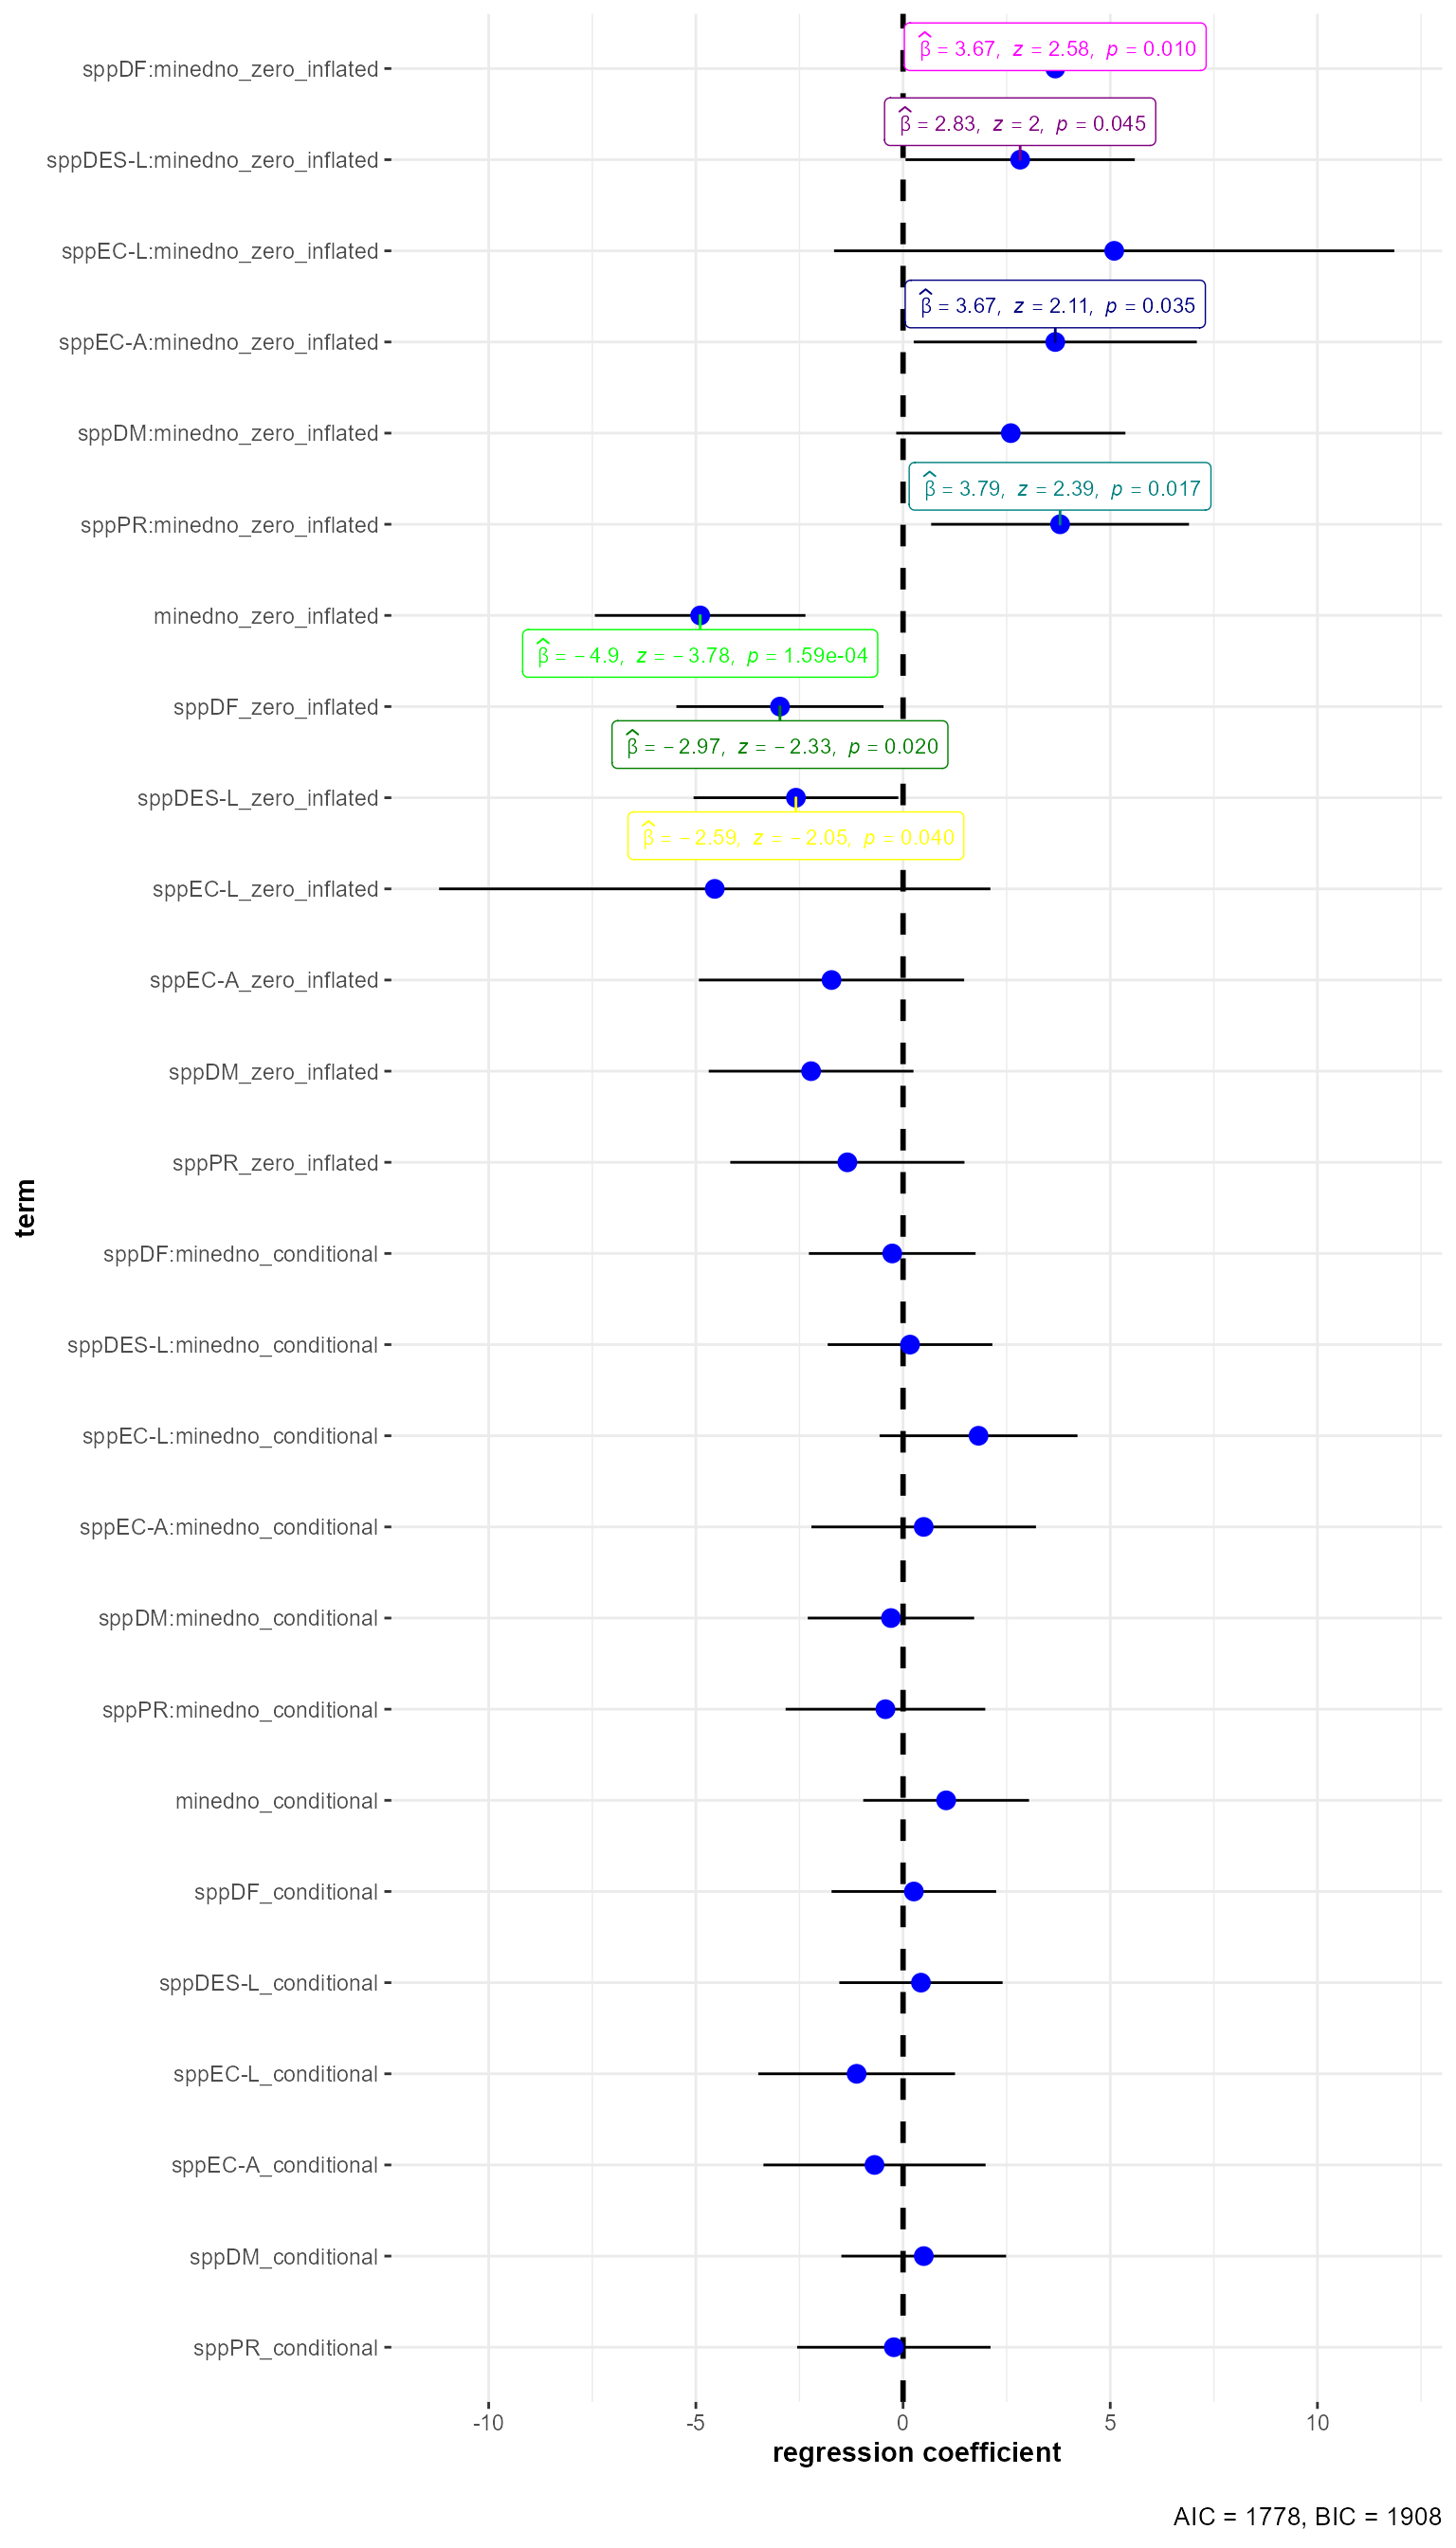 sppDF:minedno_zero_inflated
β̂ = 3.67, z = 2.58, p = 0.010
sppDES-L:minedno_zero_inflated
β̂ = 2.83, z = 2, p = 0.045
sppEC-L:minedno_zero_inflated
sppEC-A:minedno_zero_inflated
β̂ = 3.67, z = 2.11, p = 0.035
sppDM:minedno_zero_inflated
sppPR:minedno_zero_inflated
β̂ = 3.79, z = 2.39, p = 0.017
minedno_zero_inflated
β̂ = −4.9, z = −3.78, p = 1.59e-04
sppDF_zero_inflated
β̂ = −2.97, z = −2.33, p = 0.020
sppDES-L_zero_inflated
β̂ = −2.59, z = −2.05, p = 0.040
sppEC-L_zero_inflated
sppEC-A_zero_inflated
sppDM_zero_inflated
sppPR_zero_inflated
term
sppDF:minedno_conditional
sppDES-L:minedno_conditional
sppEC-L:minedno_conditional
sppEC-A:minedno_conditional
sppDM:minedno_conditional
sppPR:minedno_conditional
minedno_conditional
sppDF_conditional
sppDES-L_conditional
sppEC-L_conditional
sppEC-A_conditional
sppDM_conditional
sppPR_conditional
-10 -5 0 5 10
regression coefficient
AIC = 1778, BIC = 1908